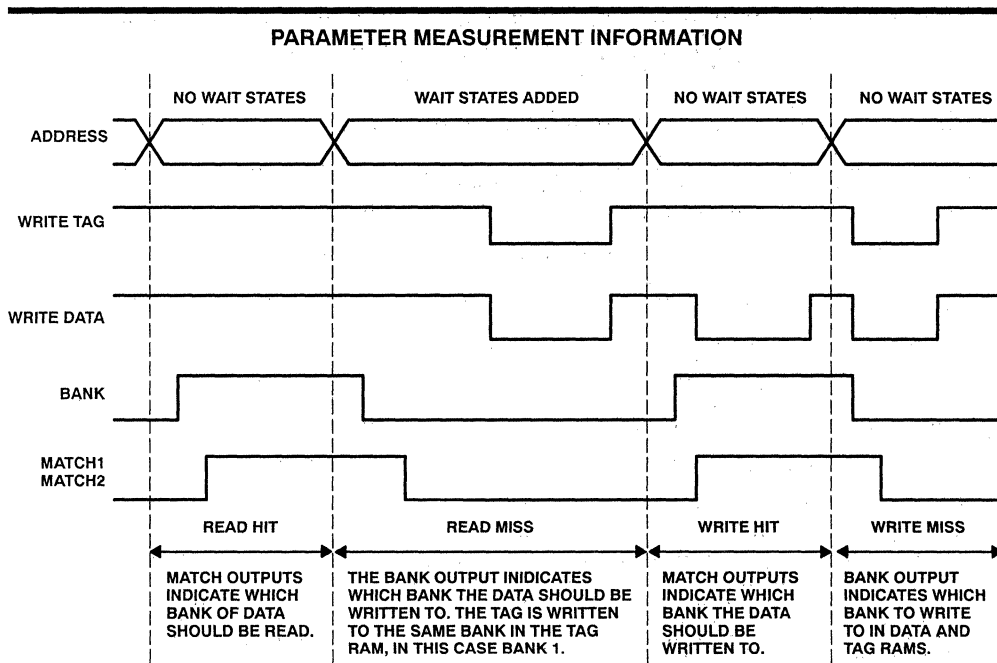 PARAMETER MEASUREMENT INFORMATION
NO WAIT STATES
WAIT STATES ADDED
NO WAIT STATES
NO WAIT STATES
ADDRESS
WRITE TAG
WRITE DATA
BANK
MATCH1
MATCH2
READ HIT
READ MISS
WRITE HIT
WRITE MISS
MATCH OUTPUTS
INDICATE WHICH
BANK OF DATA
SHOULD BE READ.
THE BANK OUTPUT INIDICATES
WHICH BANK THE DATA SHOULD BE
WRITTEN TO. THE TAG IS WRITTEN
TO THE SAME BANK IN THE TAG
RAM, IN THIS CASE BANK 1.
MATCH OUTPUTS
INDICATE WHICH
BANK THE DATA
SHOULD BE
WRITTEN TO.
BANK OUTPUT
INDICATES WHICH
BANK TO WRITE
TO IN DATA AND
TAG RAMS.